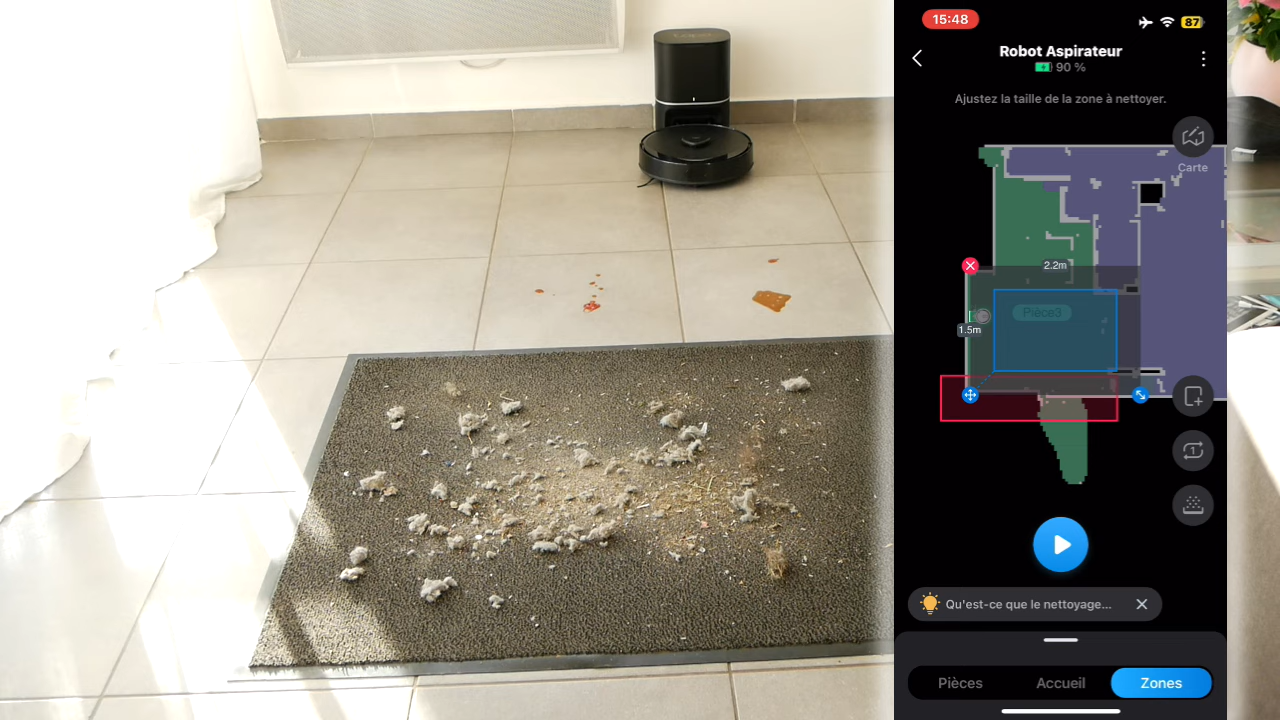 15:48
87
Robot Aspirateur
90 %
Ajustez la taille de la zone à nettoyer.
Carte
2.2m
Pièce3
1.5m
1
Qu'est-ce que le nettoyage...
Pièces
Accueil
Zones